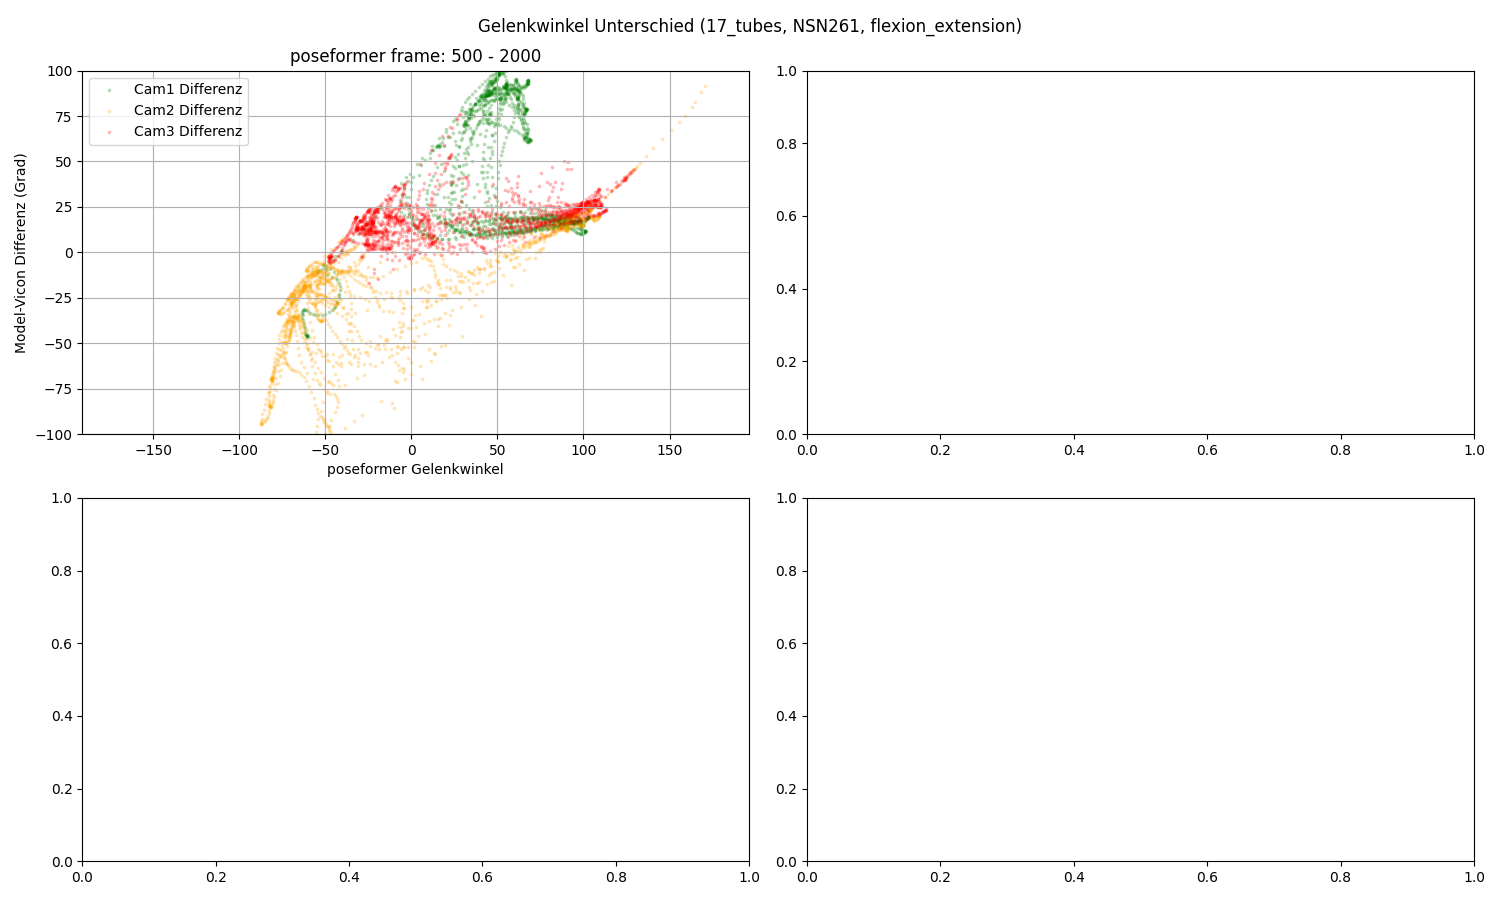 Gelenkwinkel Unterschied (17_tubes, NSN261, flexion_extension)
poseformer frame: 500 - 2000
Cam1 Differenz
Cam2 Differenz
Cam3 Differenz
Model-Vicon Differenz (Grad)
100
75
50
25
0
−25
−50
−75
−100
−150 −100 −50 0 50 100 150
poseformer Gelenkwinkel
1.0
0.8
0.6
0.4
0.2
0.0
0.0 0.2 0.4 0.6 0.8 1.0
1.0
0.8
0.6
0.4
0.2
0.0
0.0 0.2 0.4 0.6 0.8 1.0
1.0
0.8
0.6
0.4
0.2
0.0
0.0 0.2 0.4 0.6 0.8 1.0